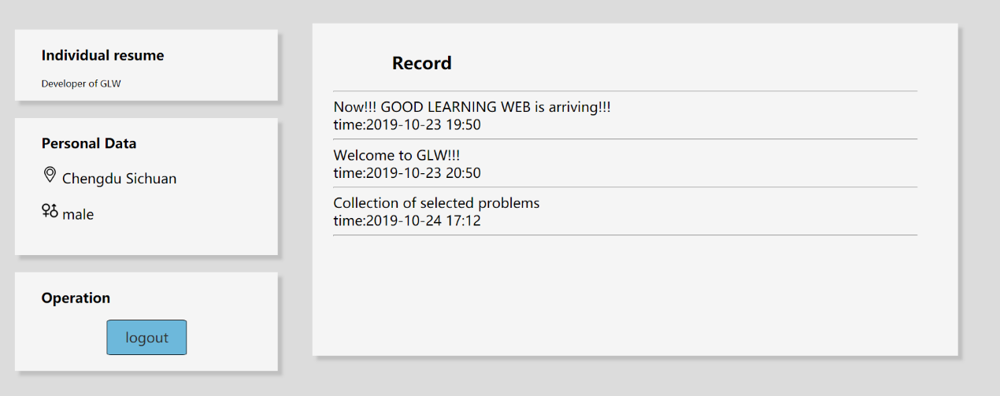 Individual resume
Developer of GLW
Personal Data
Chengdu Sichuan
male
Operation
logout
Record
Now!!! GOOD LEARNING WEB is arriving!!!
time:2019-10-23 19:50
Welcome to GLW!!!
time:2019-10-23 20:50
Collection of selected problems
time:2019-10-24 17:12